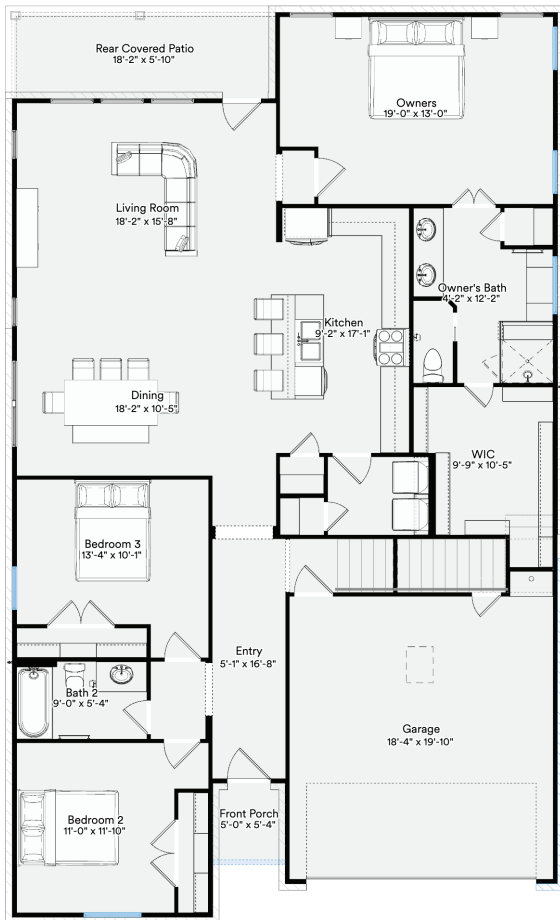 Rear Covered Patio
18'-2" x 5'-10"
Owners
19'-0" x 13'-0"
Living Room
18'-2" x 15'-8"
Owner's Bath
4'-2" x 12'-2"
Kitchen
9'-2" x 17'-1"
Dining
18'-2" x 10'-5"
WIC
9'-9" x 10'-5"
Bedroom 3
13'-4" x 10'-1"
Entry
5'-1" x 16'-8"
Bath 2
9'-0" x 5'-4"
Garage
18'-4" x 19'-10"
Front Porch
5'-0" x 5'-4"
Bedroom 2
11'-0" x 11'-10"